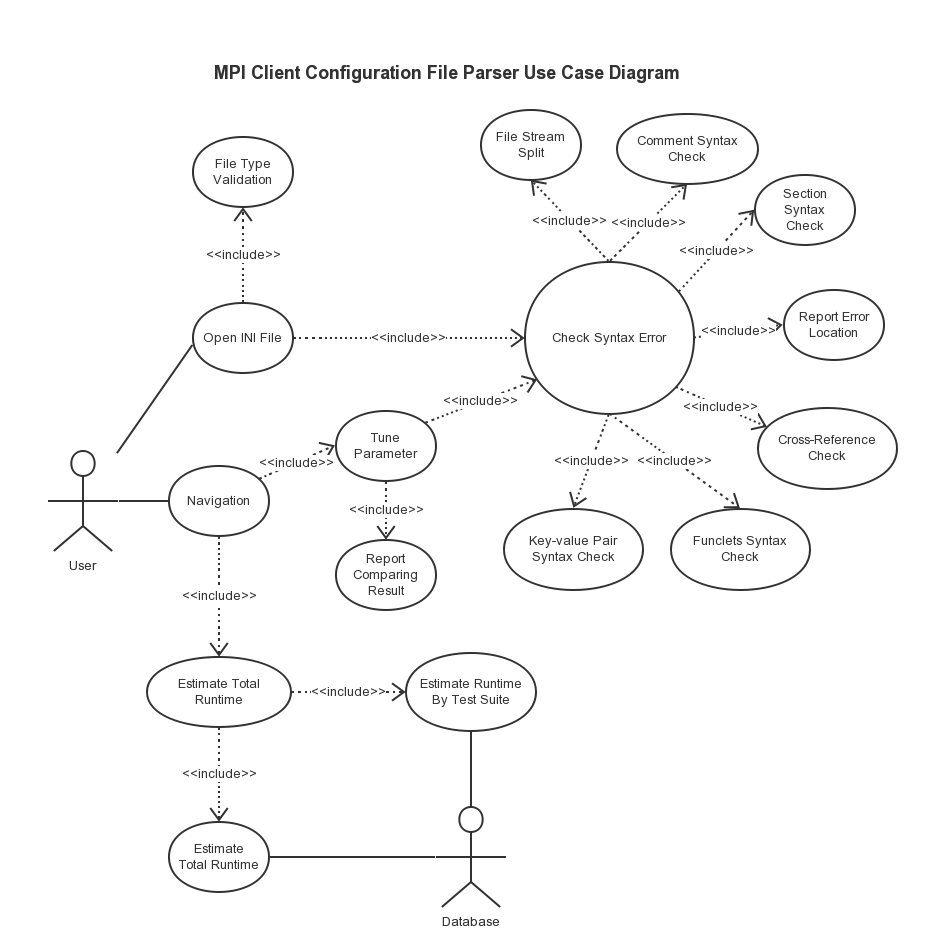 MPI Client Configuration File Parser Use Case Diagram
File Stream
Split
Comment Syntax
Check
File Type
Validation
Section
Syntax
Check
<<include>>
<<include>>
<<include>>
<<include>>
Open INI File
<<include>>
Check Syntax Error
<<include>>
Report Error
Location
<<include>>
<<include>>
Tune
Parameter
Cross-Reference
Check
<<include>>
<<include>>
<<include>>
Navigation
<<include>>
Key-value Pair
Syntax Check
Funclets Syntax
Check
User
Report
Comparing
Result
<<include>>
Estimate Total
Runtime
<<include>>
Estimate Runtime
By Test Suite
<<include>>
Estimate
Total Runtime
Database